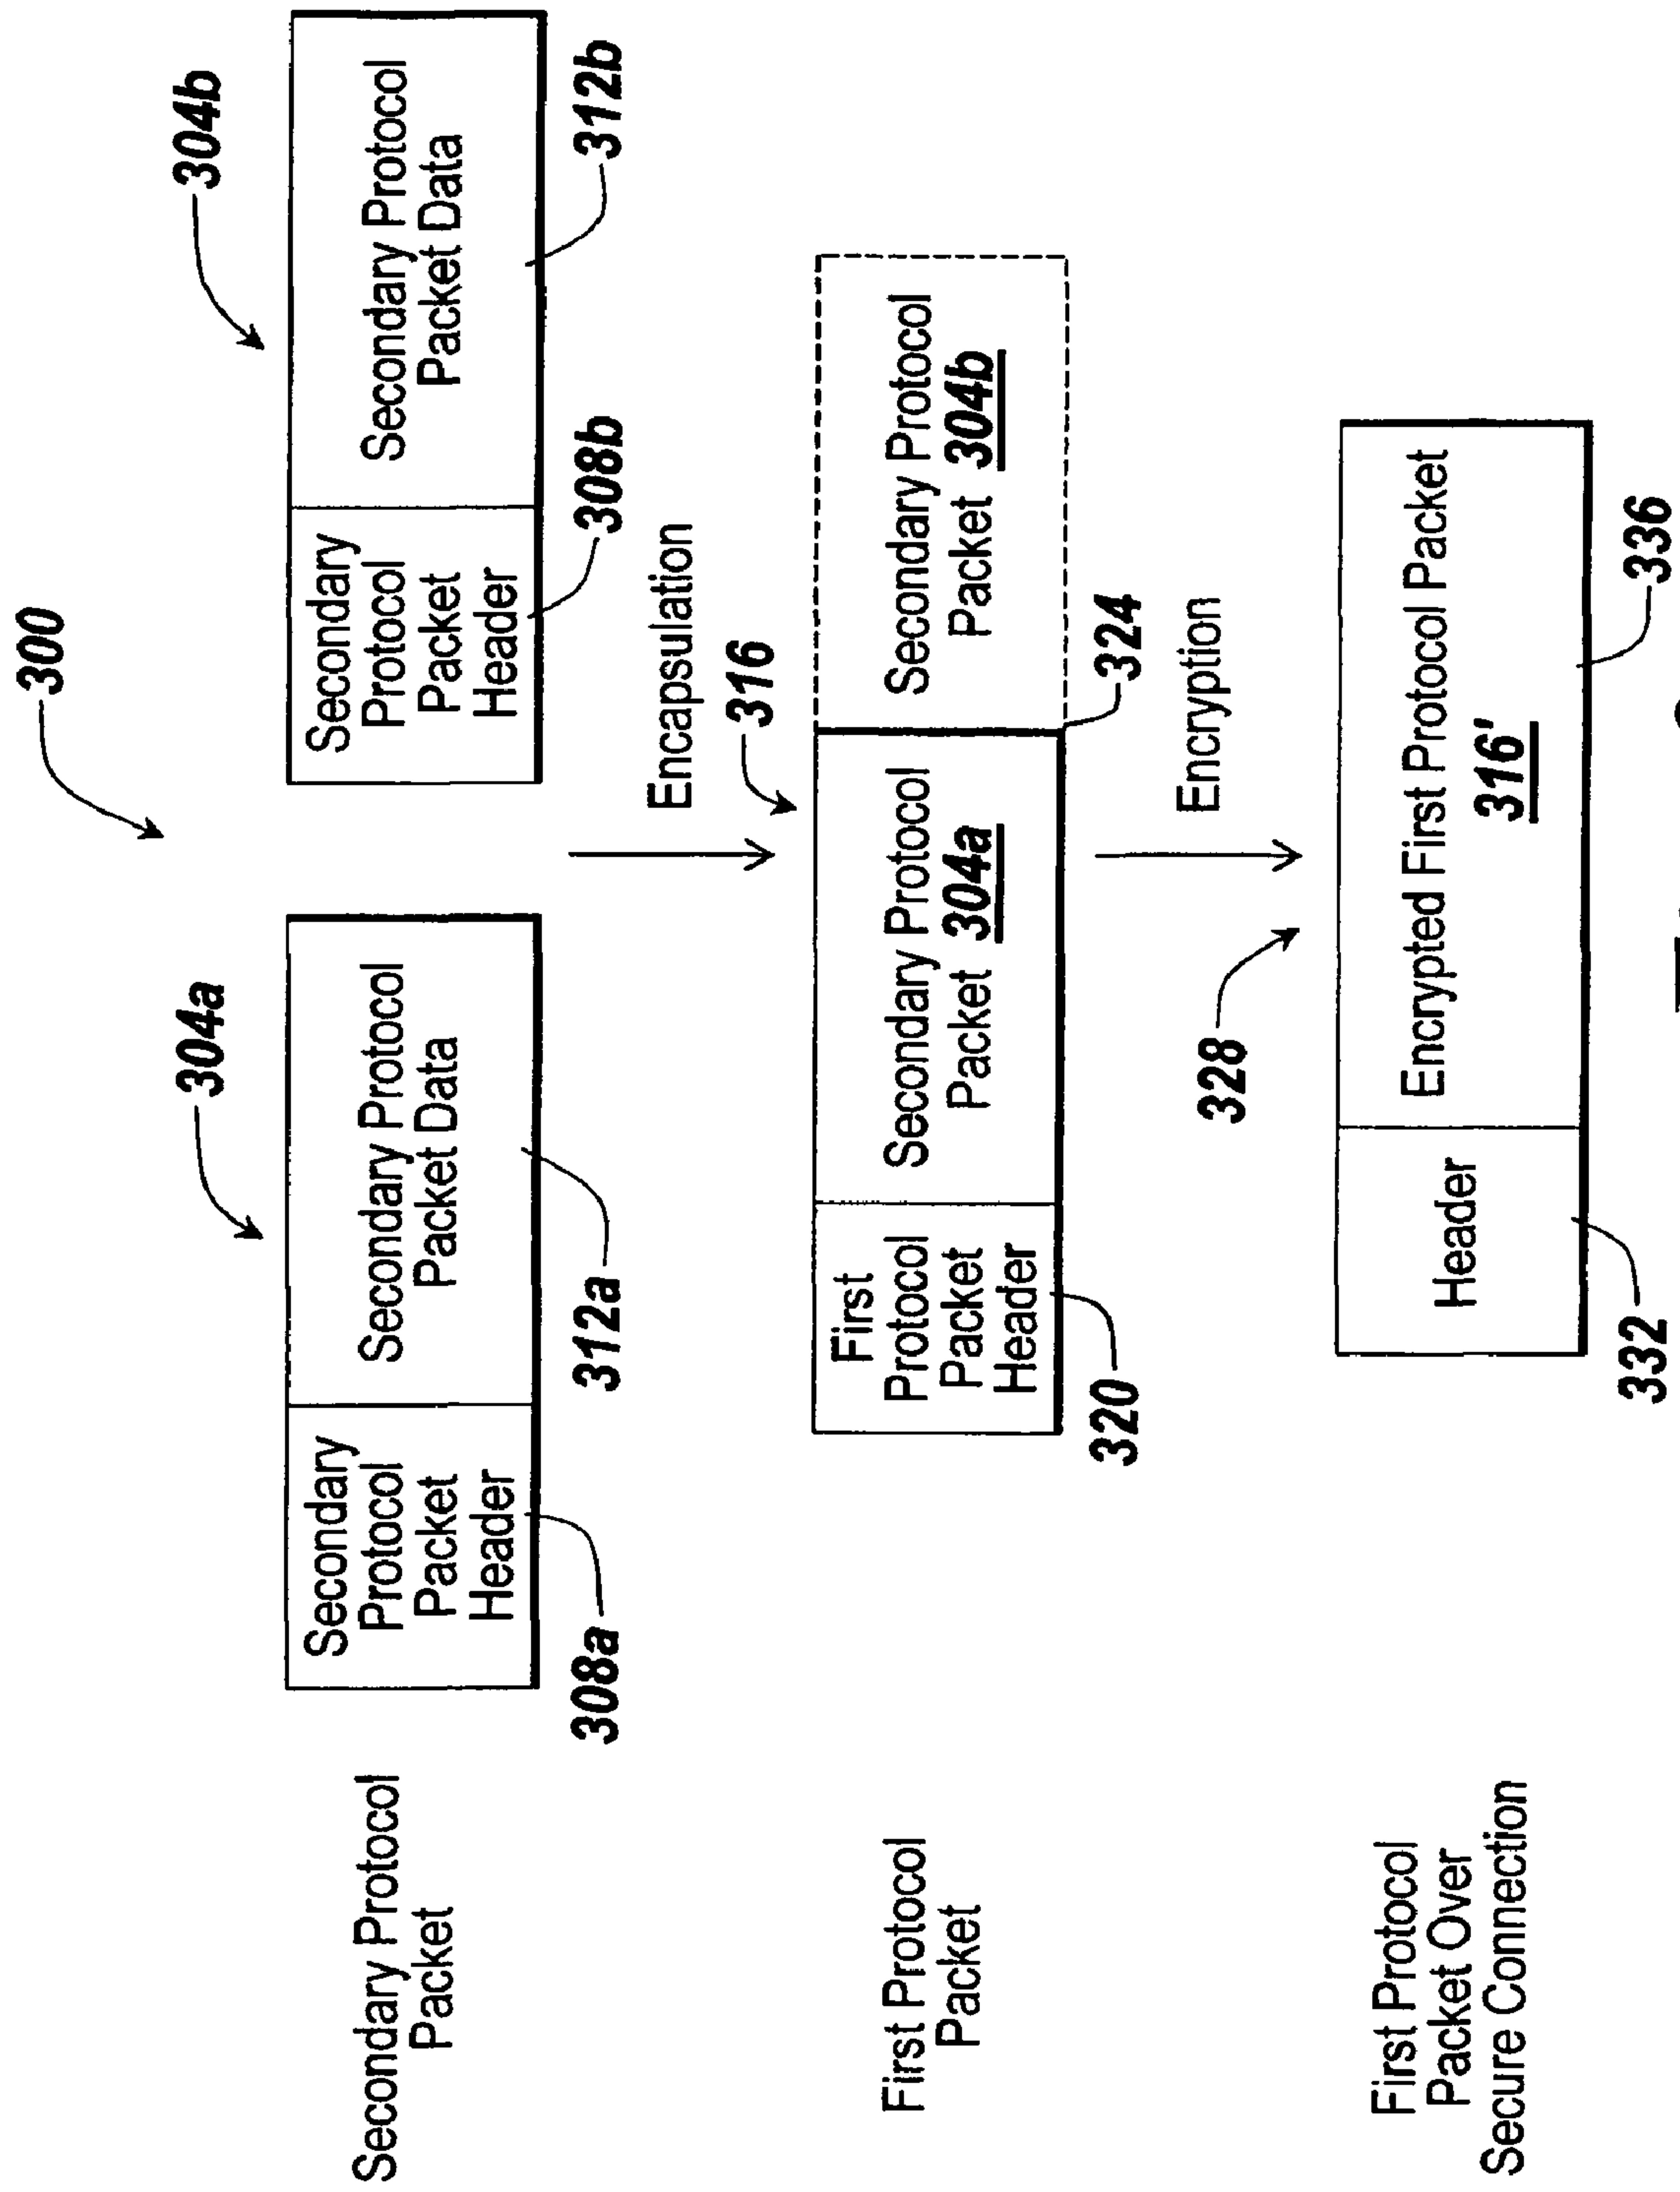 300
304a
304b
Secondary Protocol
Packet
Secondary
Protocol
Packet
Header
Secondary Protocol
Packet Data
Secondary
Protocol
Packet
Header
Secondary Protocol
Packet Data
308a
312a
308b
312b
Encapsulation
316
First Protocol
Packet
First
Protocol
Packet
Header
Secondary Protocol
Packet 304a
Secondary Protocol
Packet 304b
320
324
Encryption
328
First Protocol
Packet Over
Secure Connection
Header
Encrypted First Protocol Packet
316'
332
336